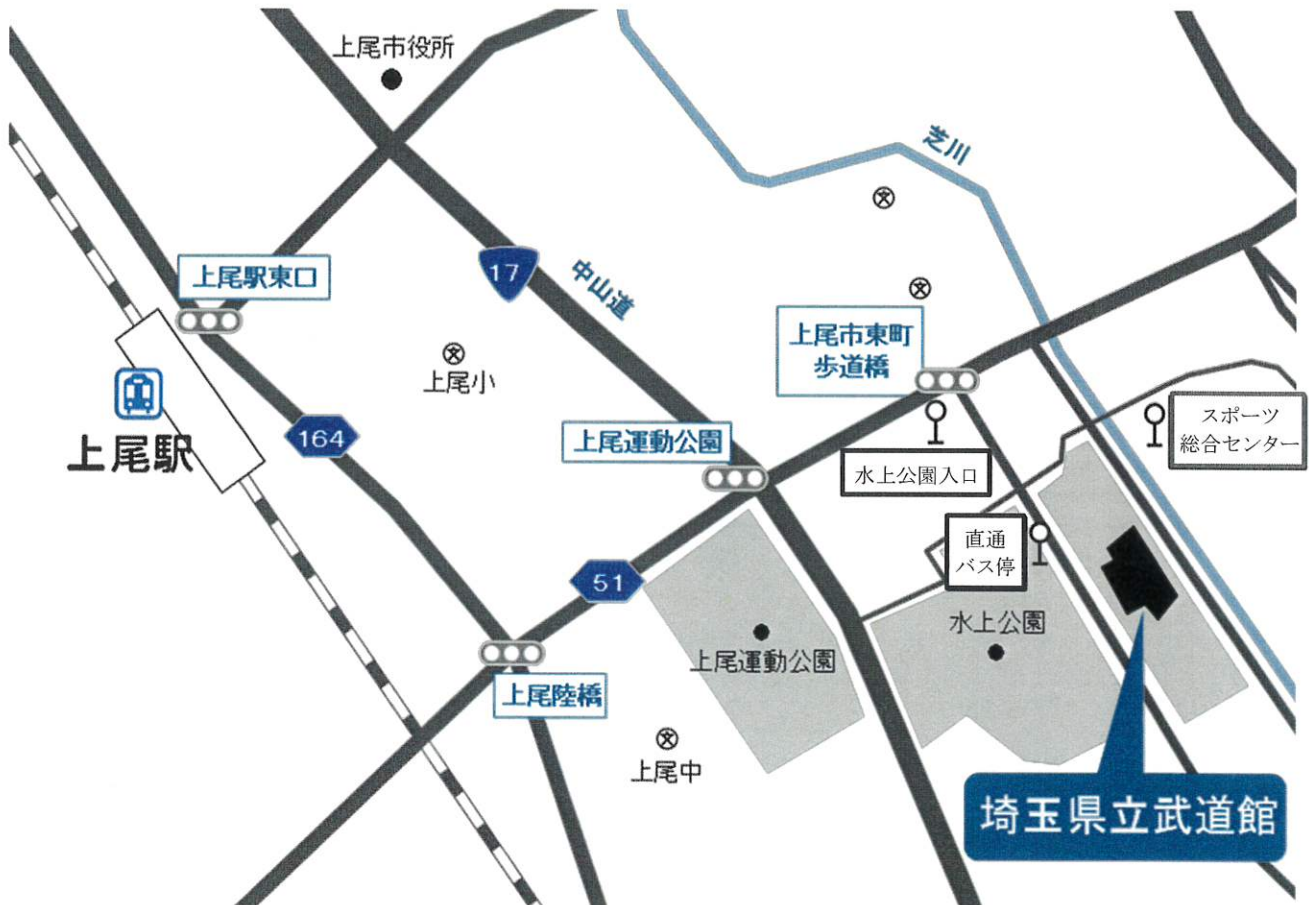 上尾市役所
芝川
上尾駅東口
17
中山道
文
文
上尾市東町
歩道橋
文
上尾小
上尾駅
164
上尾運動公園
水上公園入口
スポーツ
総合センター
直通
バス停
51
水上公園
上尾運動公園
上尾陸橋
文
上尾中
埼玉県立武道館